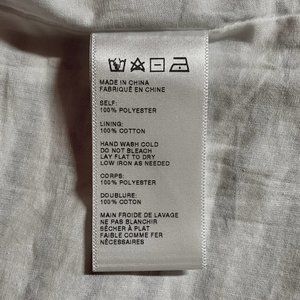 MADE IN CHINA
FABRIQUÉ EN CHINE
SELF:
100% POLYESTER
LINING:
100% COTTON
HAND WASH COLD
DO NOT BLEACH
LAY FLAT TO DRY
LOW IRON AS NEEDED
CORPS:
100% POLYESTER
DOUBLURE:
100% COTON
MAIN FROIDE DE LAVAGE
NE PAS BLANCHIR
SÉCHER À PLAT
FAIBLE COMME FER
NÉCESSAIRES